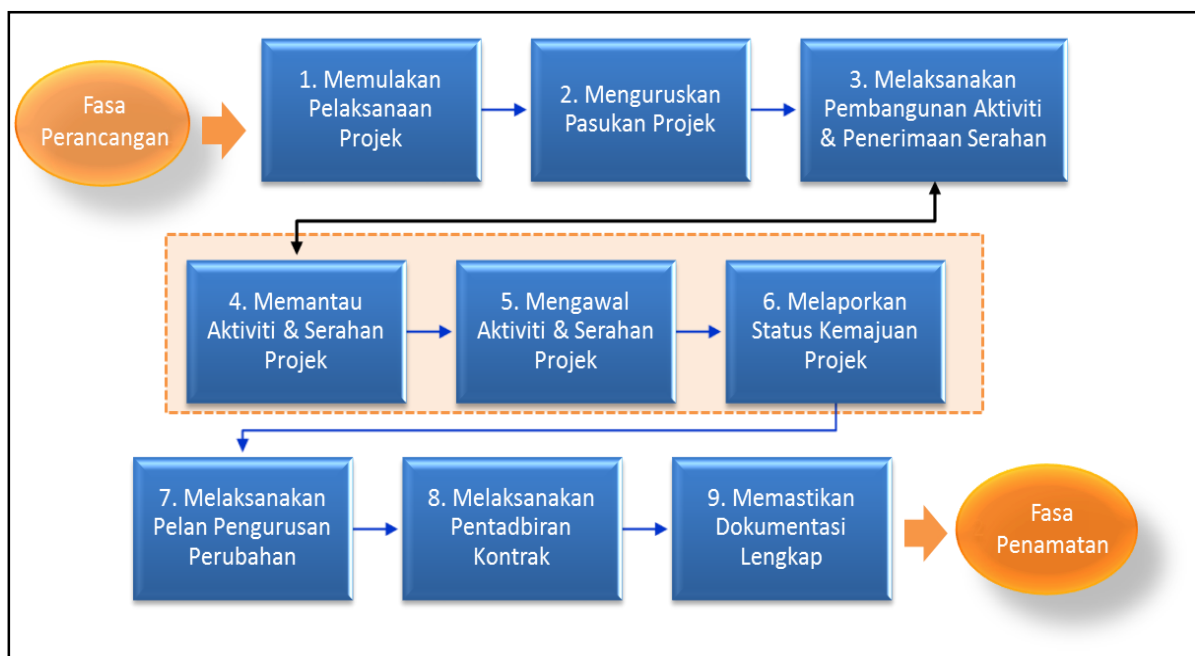 Fasa
Perancangan
1. Memulakan
Pelaksanaan
Projek
2. Menguruskan
Pasukan Projek
3. Melaksanakan
Pembangunan Aktiviti
& Penerimaan Serahan
4. Memantau
Aktiviti & Serahan
Projek
5. Mengawal
Aktiviti & Serahan
Projek
6. Melaporkan
Status Kemajuan
Projek
7. Melaksanakan
Pelan Pengurusan
Perubahan
8. Melaksanakan
Pentadbiran
Kontrak
9. Memastikan
Dokumentasi
Lengkap
Fasa
Penamatan